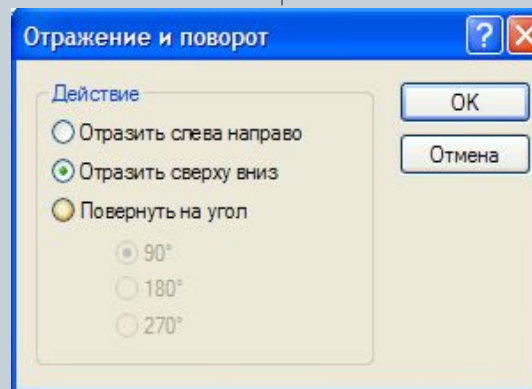 Отражение и поворот
Действие
Отразить слева направо
Отразить сверху вниз
Повернуть на угол
90°
180°
270°
OK
Отмена